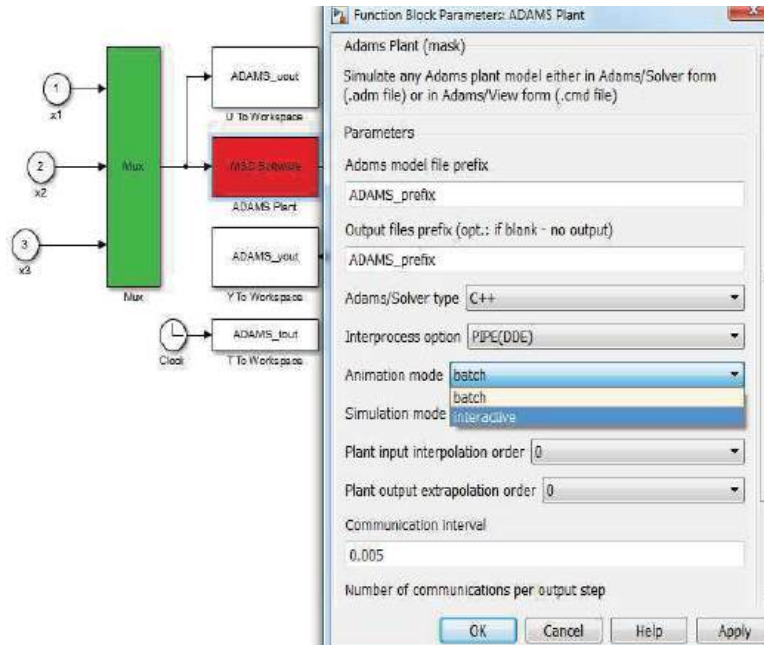 1
x1
2
x2
3
x3
Mux
Mux
ADAMS_uout
U To Workspace
MSC Software
ADAMS Plant
ADAMS_yout
Y To Workspace
Clock
ADAMS_tout
T To Workspace
Function Block Parameters: ADAMS Plant
Adams Plant (mask)
Simulate any Adams plant model either in Adams/Solver form
(.adm file) or in Adams/View form (.cmd file)
Parameters
Adams model file prefix
ADAMS_prefix
Output files prefix (opt.: if blank - no output)
ADAMS_prefix
Adams/Solver type C++
Interprocess option PIPE(DDE)
Animation mode batch
batch
interactive
Simulation mode
Plant input interpolation order 0
Plant output extrapolation order 0
Communication Interval
0.005
Number of communications per output step
OK Cancel Help Apply